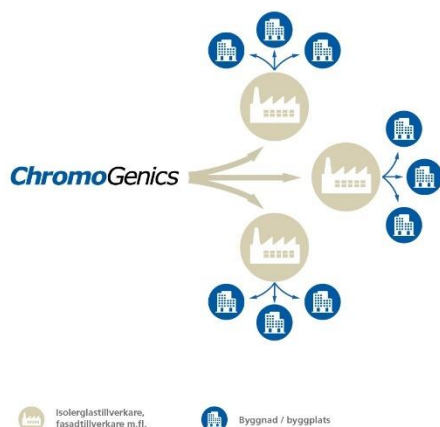 ChromoGenics
Isolerglastillverkare,
fasadtillverkare m.fl.
Byggnad / byggplats